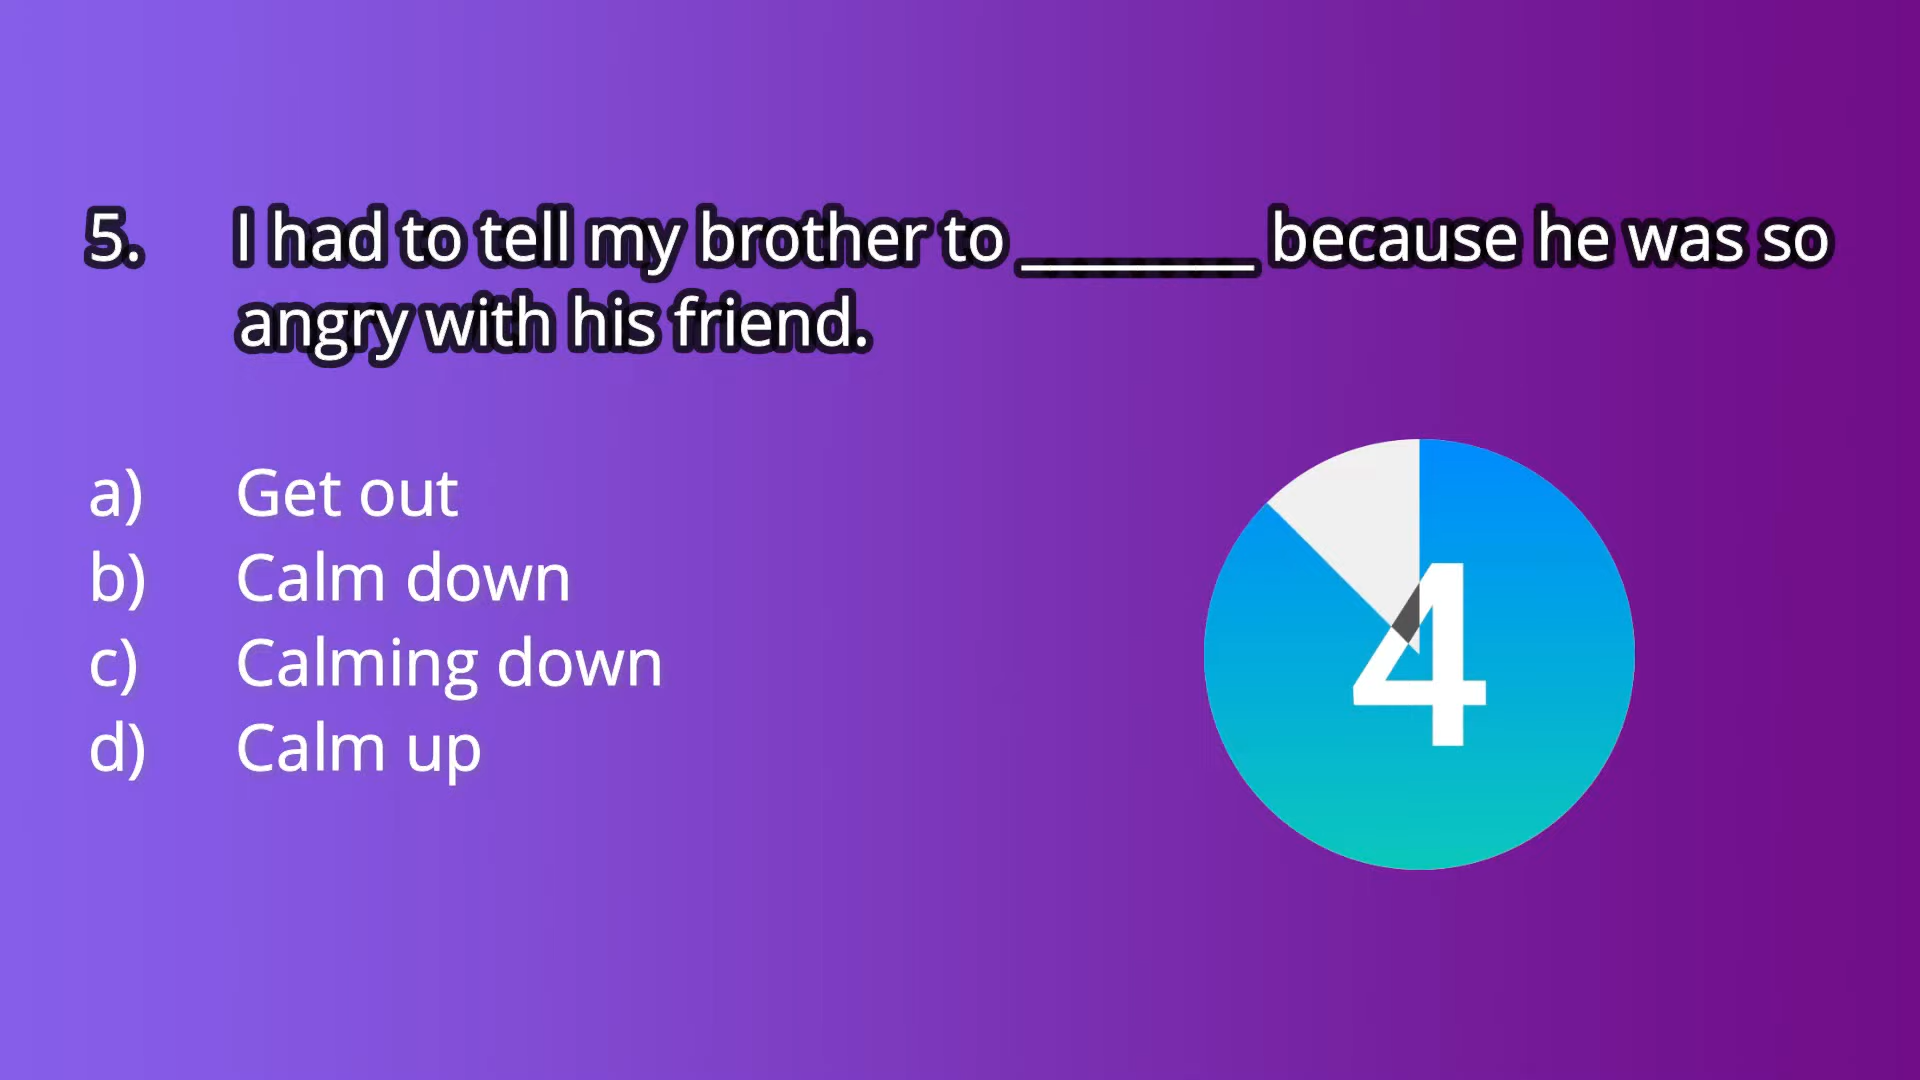 5. I had to tell my brother to ________ because he was so
angry with his friend.
a) Get out
b) Calm down
c) Calming down
d) Calm up
4